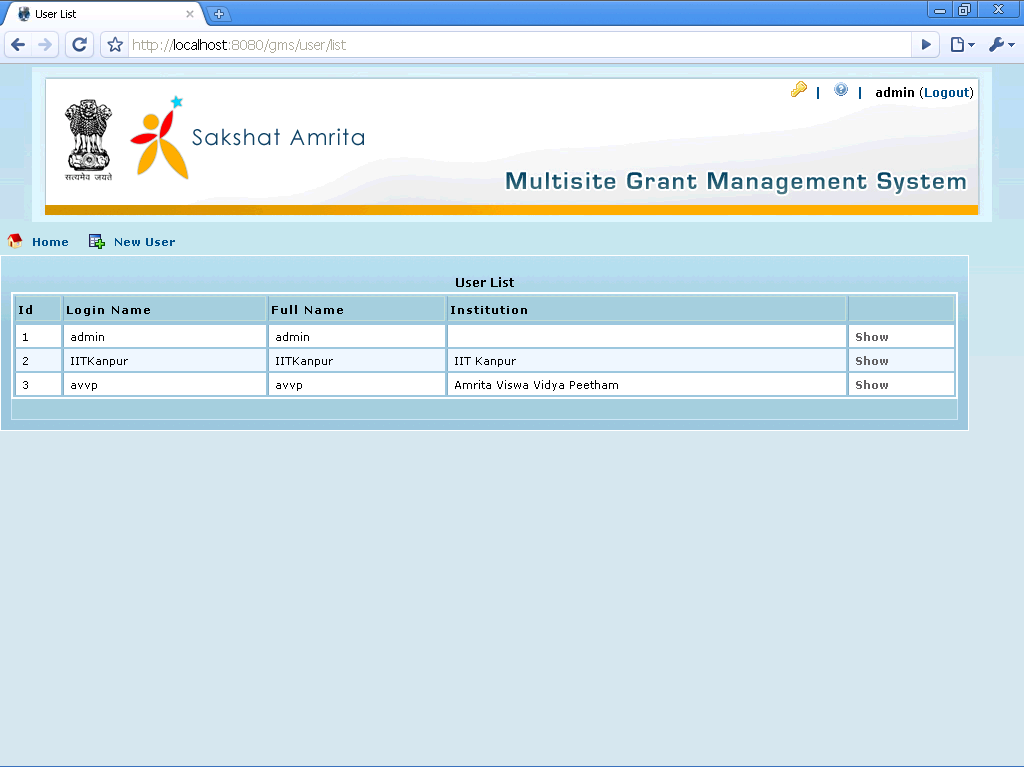 User List
http://localhost:8080/gms/user/list
| | admin (Logout)
सत्यमेव जयते
Sakshat Amrita
Multisite Grant Management System
Home New User
User List
Id Login Name Full Name Institution
1 admin admin Show
2 IITKanpur IITKanpur IIT Kanpur Show
3 avvp avvp Amrita Viswa Vidya Peetham Show